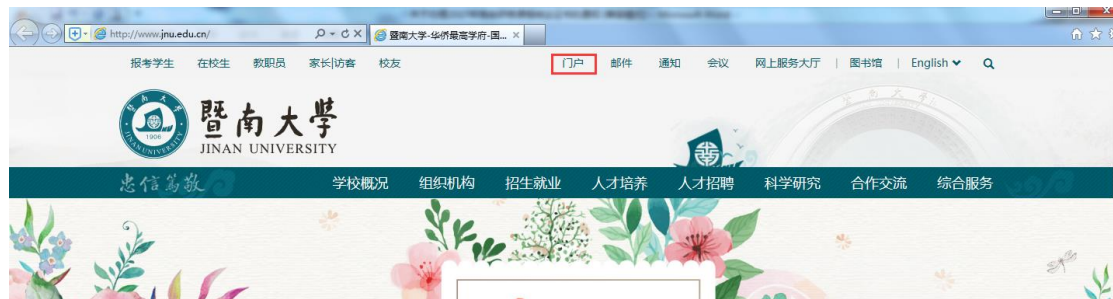 http://www.jnu.edu.cn/
暨南大学-华侨最高学府-国...
报考学生 在校生 教职员 家长|访客 校友 门户 邮件 通知 会议 网上服务大厅 | 图书馆 | English
暨南大學
JINAN UNIVERSITY
1906
JINAN UNIVERSITY
忠信笃敬
学校概况 组织机构 招生就业 人才培养 人才招聘 科学研究 合作交流 综合服务